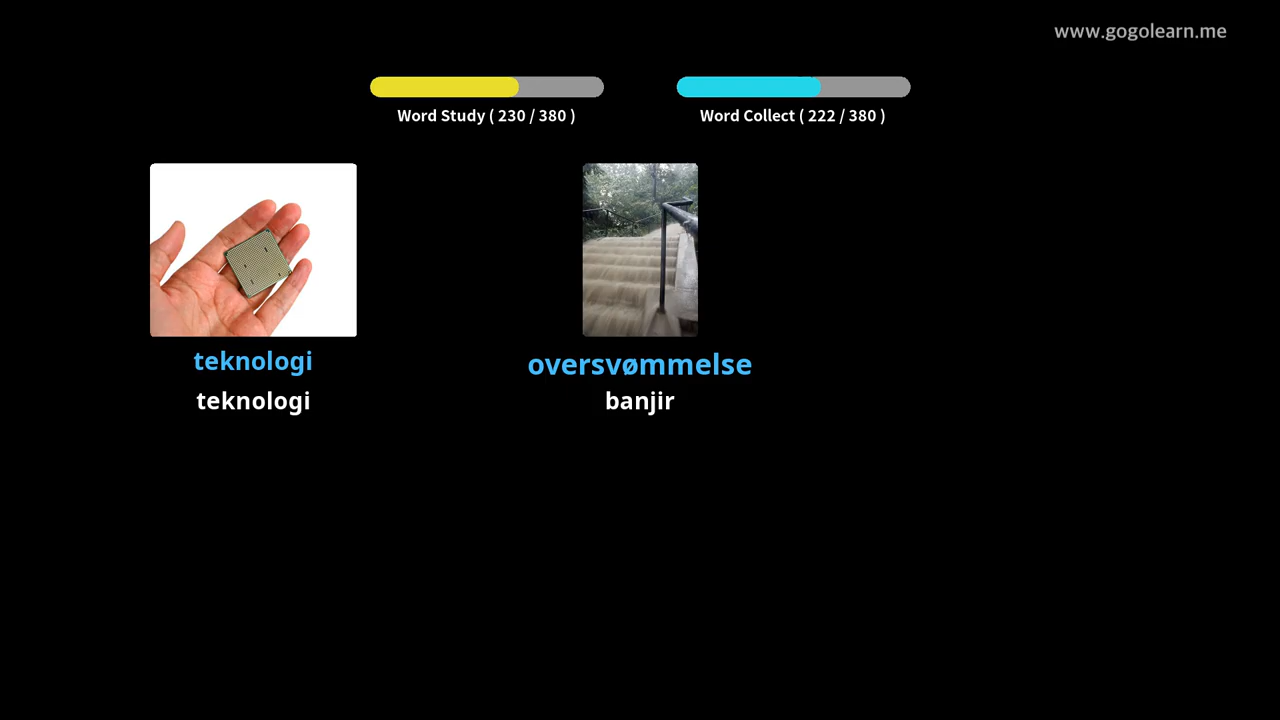 www.gogolearn.me
Word Study ( 230 / 380 )
Word Collect ( 222 / 380 )
teknologi
teknologi
oversvømmelse
banjir